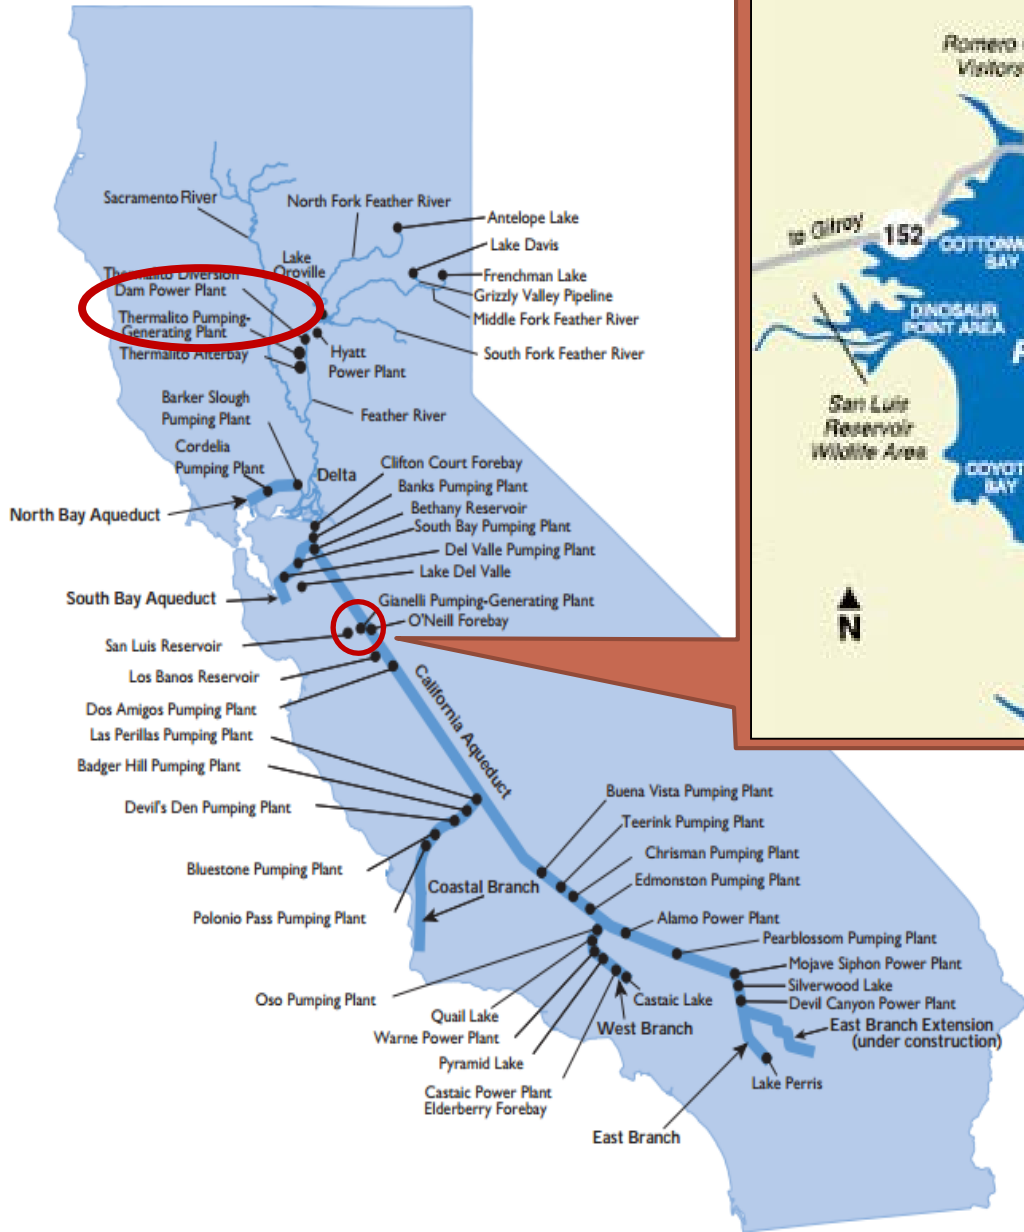 Sacramento River
North Fork Feather River
Antelope Lake
Lake Davis
Lake
Oroville
Frenchman Lake
Grizzly Valley Pipeline
Middle Fork Feather River
South Fork Feather River
Thermalito Diversion
Dam Power Plant
Thermalito Pumping-
Generating Plant
Thermalito Afterbay
Hyatt
Power Plant
Feather River
Barker Slough
Pumping Plant
Cordelia
Pumping Plant
Delta
North Bay Aqueduct
Clifton Court Forebay
Banks Pumping Plant
Bethany Reservoir
South Bay Pumping Plant
Del Valle Pumping Plant
Lake Del Valle
South Bay Aqueduct
Gianelli Pumping-Generating Plant
O'Neill Forebay
San Luis Reservoir
Los Banos Reservoir
Dos Amigos Pumping Plant
California Aqueduct
Las Perillas Pumping Plant
Badger Hill Pumping Plant
Devil's Den Pumping Plant
Bluestone Pumping Plant
Polonio Pass Pumping Plant
Coastal Branch
Buena Vista Pumping Plant
Teerink Pumping Plant
Chrisman Pumping Plant
Edmonston Pumping Plant
Alamo Power Plant
Pearblossom Pumping Plant
Mojave Siphon Power Plant
Silverwood Lake
Devil Canyon Power Plant
East Branch Extension
(under construction)
Lake Perris
East Branch
Oso Pumping Plant
Quail Lake
Warne Power Plant
Pyramid Lake
Castaic Power Plant
Elderberry Forebay
Castaic Lake
West Branch
Romero
Visitors
to Gilroy
152
COTTONW
BAY
DINOSAUR
POINT AREA
San Luis
Reservoir
Wildlife Area
COYOT
BAY
N